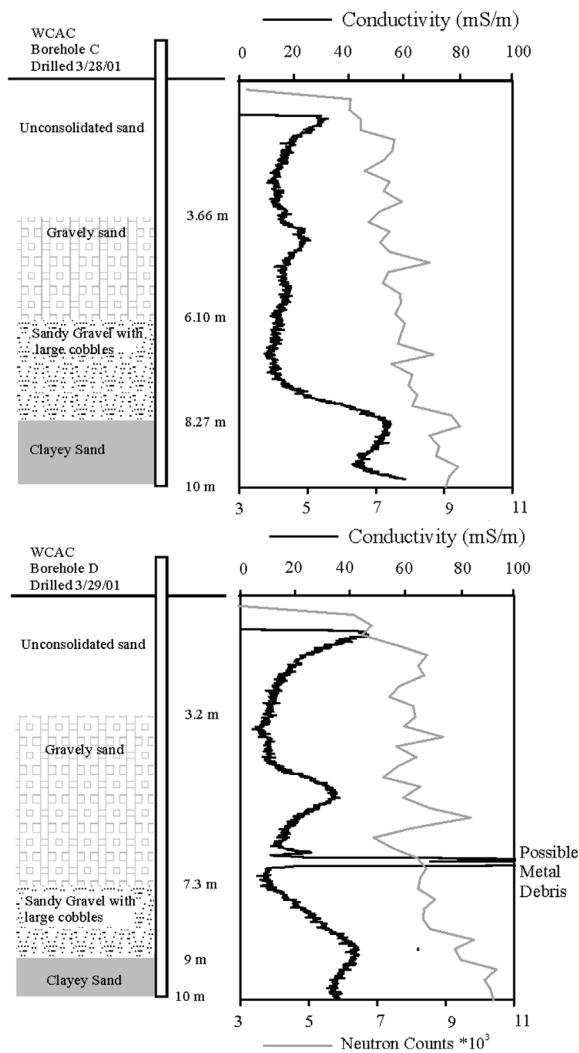 WCAC
Borehole C
Drilled 3/28/01
Conductivity (mS/m)
0 20 40 60 80 100
Unconsolidated sand
3.66 m
Gravely sand
6.10 m
Sandy Gravel with
large cobbles
8.27 m
Clayey Sand
10 m
3 5 7 9 11
WCAC
Borehole D
Drilled 3/29/01
Conductivity (mS/m)
0 20 40 60 80 100
Unconsolidated sand
3.2 m
Gravely sand
Possible
Metal
Debris
7.3 m
Sandy Gravel with
large cobbles
9 m
Clayey Sand
10 m
3 5 7 9 11
Neutron Counts *10³